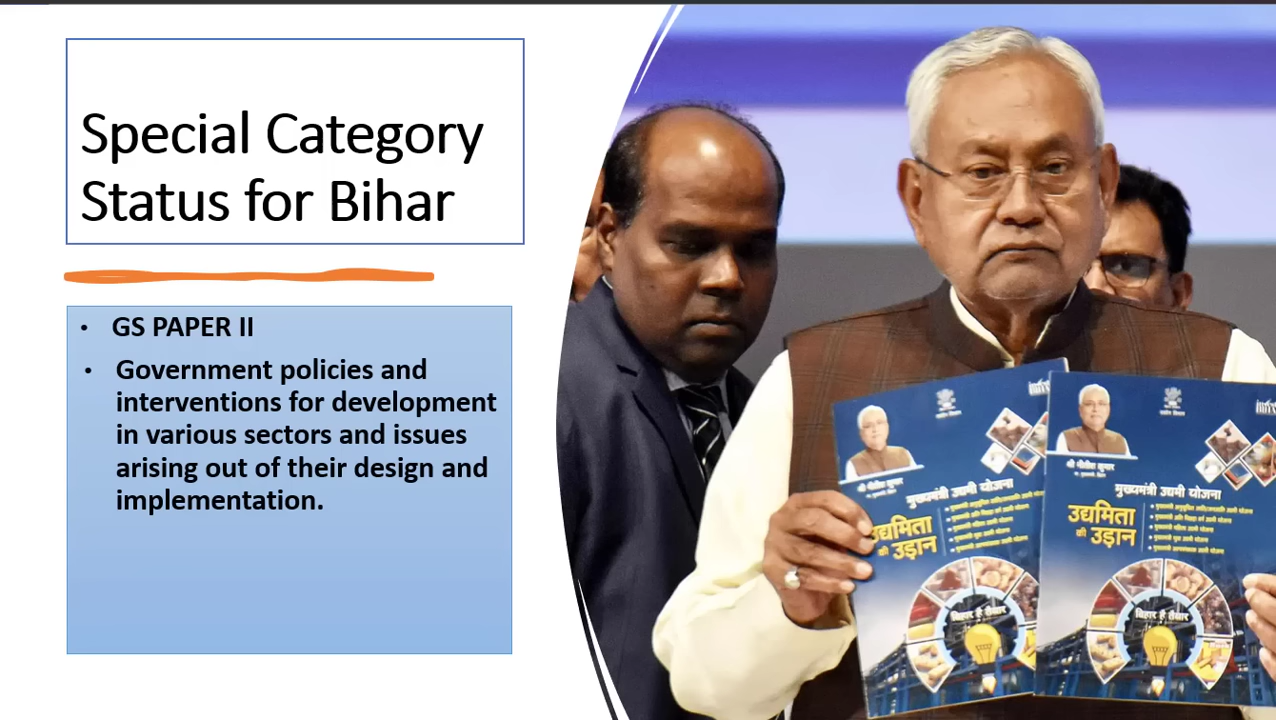 Special Category
Status for Bihar
• GS PAPER II
• Government policies and
interventions for development
in various sectors and issues
arising out of their design and
implementation.
श्री नीतीश कुमार
मुख्यमंत्री उद्यमी योजना
उद्यमिता
की उड़ान
बिहार है तैयार
श्री नीतीश कुमार
मुख्यमंत्री उद्यमी योजना
उद्यमिता
की उड़ान
बिहार है तैयार